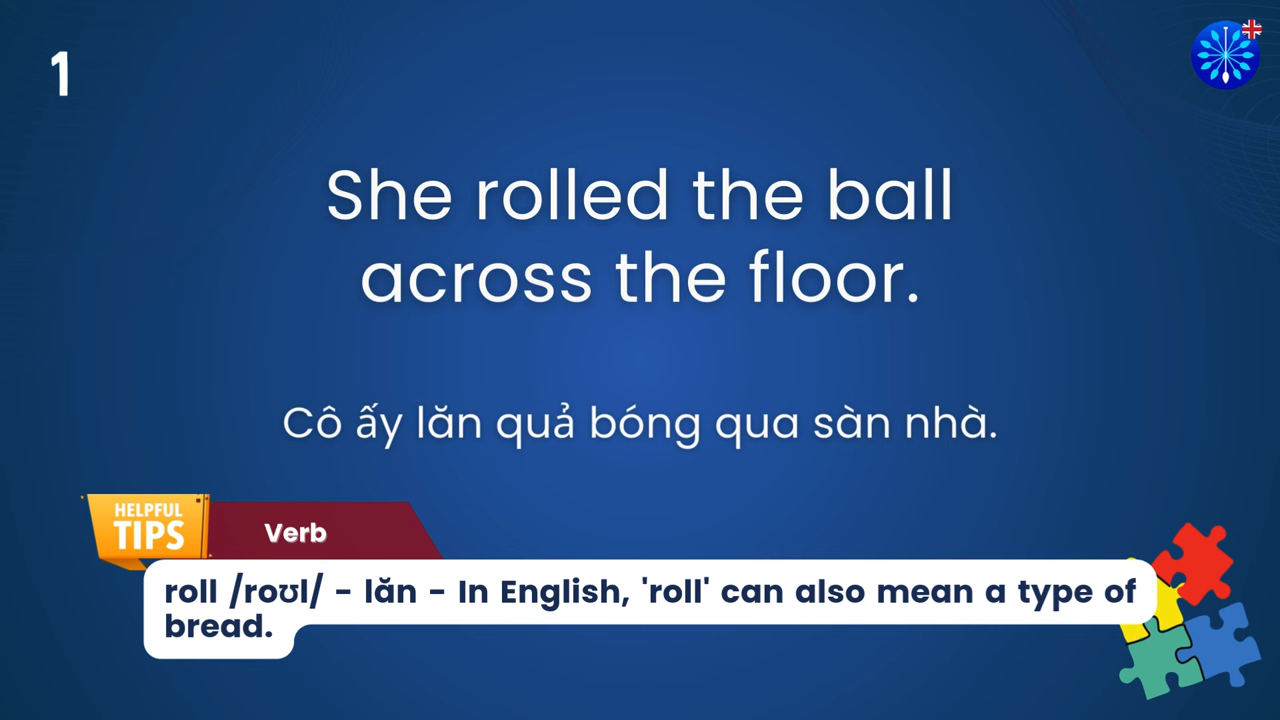 1
She rolled the ball
across the floor.
Cô ấy lăn quả bóng qua sàn nhà.
HELPFUL
TIPS
Verb
roll /roʊl/ - lăn - In English, 'roll' can also mean a type of
bread.